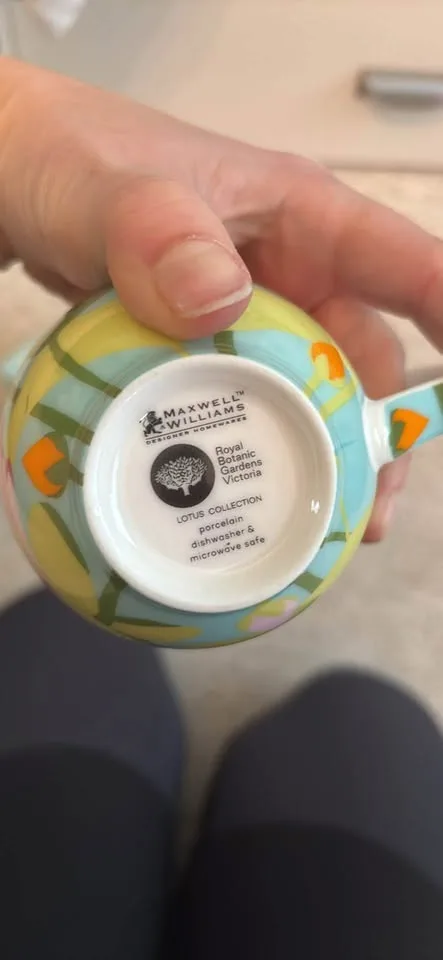 MAXWELL™
& WILLIAMS
DESIGNER HOMEWARES
Royal
Botanic
Gardens
Victoria
LOTUS COLLECTION
porcelain
dishwasher &
microwave safe